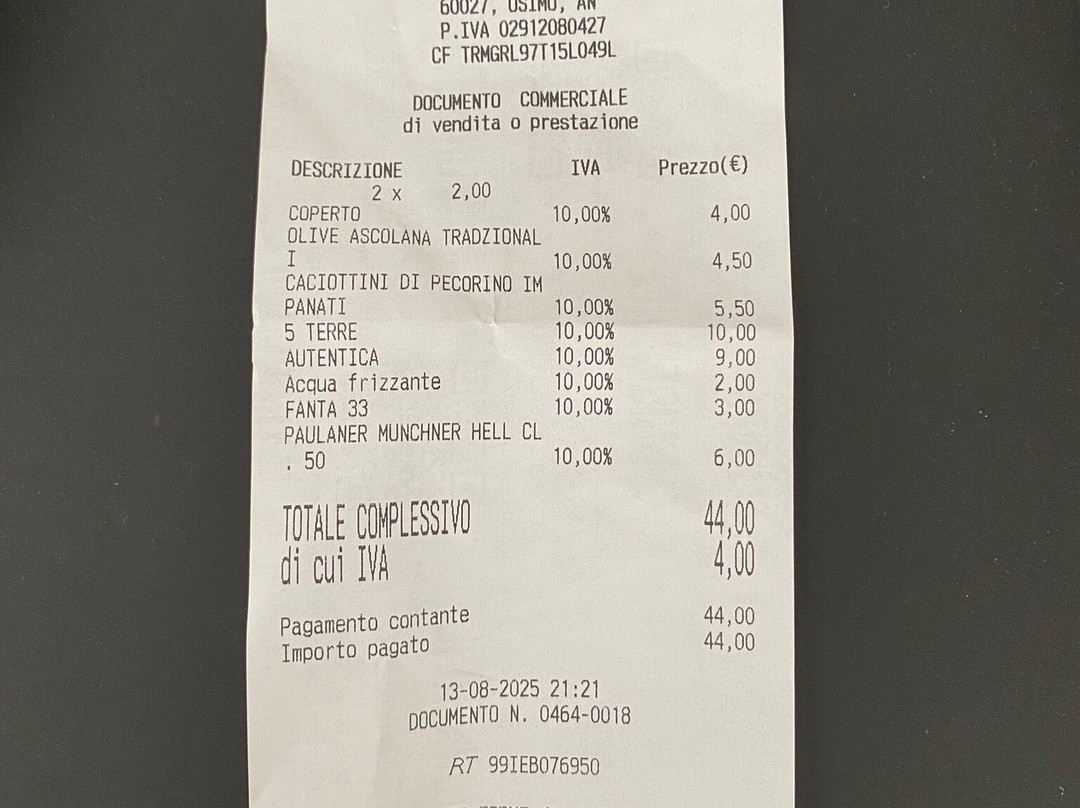 60027, OSIMO, AN
P.IVA 02912080427
CF TRMGRL97T15L049L
DOCUMENTO COMMERCIALE
di vendita o prestazione
DESCRIZIONE IVA Prezzo(€)
2 x 2,00
COPERTO 10,00% 4,00
OLIVE ASCOLANA TRADZIONAL
I 10,00% 4,50
CACIOTTINI DI PECORINO IM
PANATI 10,00% 5,50
5 TERRE 10,00% 10,00
AUTENTICA 10,00% 9,00
Acqua frizzante 10,00% 2,00
FANTA 33 10,00% 3,00
PAULANER MUNCHNER HELL CL
. 50 10,00% 6,00
TOTALE COMPLESSIVO 44,00
di cui IVA 4,00
Pagamento contante 44,00
Importo pagato 44,00
13-08-2025 21:21
DOCUMENTO N. 0464-0018
RT 99IEB076950